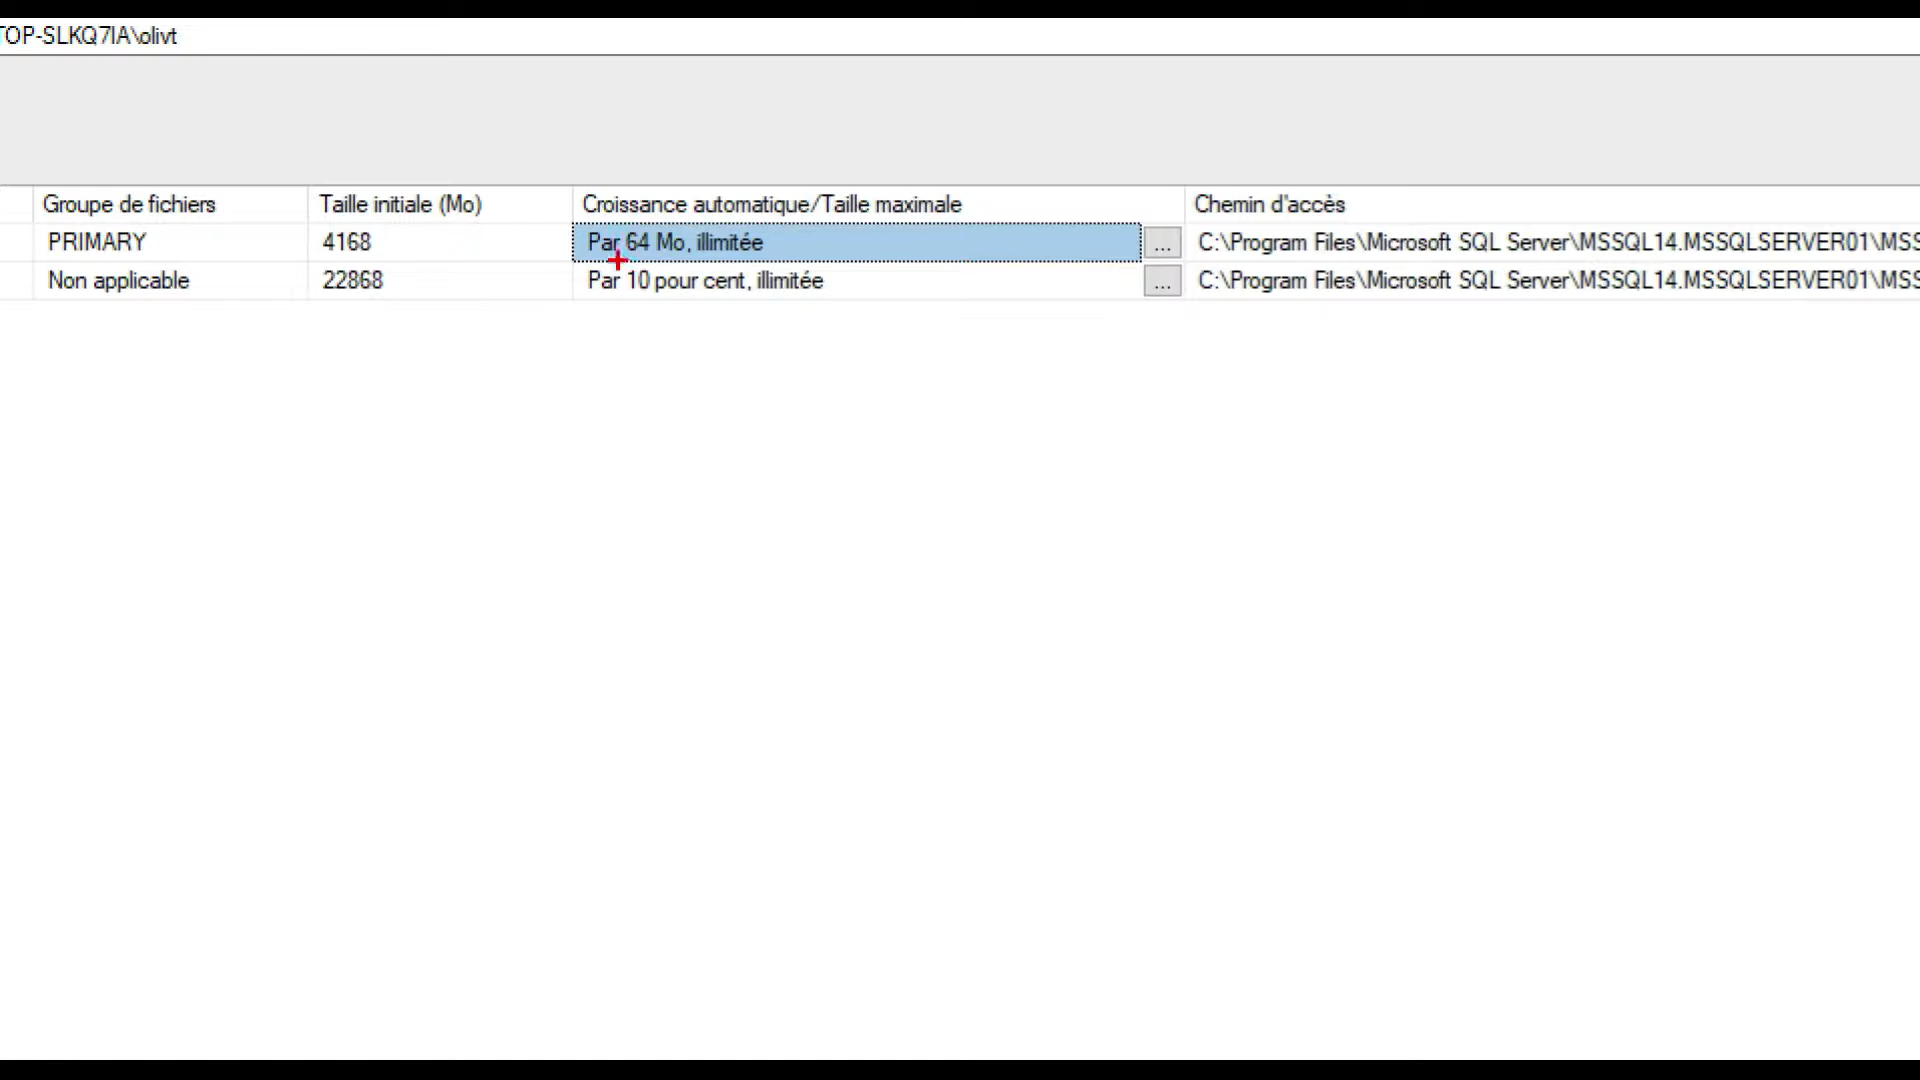 TOP-SLKQ7IA\olivt
Groupe de fichiers Taille initiale (Mo) Croissance automatique/Taille maximale Chemin d'accès
PRIMARY 4168 Par 64 Mo, illimitée ... C:\Program Files\Microsoft SQL Server\MSSQL14.MSSQLSERVER01\MSS
Non applicable 22868 Par 10 pour cent, illimitée ... C:\Program Files\Microsoft SQL Server\MSSQL14.MSSQLSERVER01\MSS